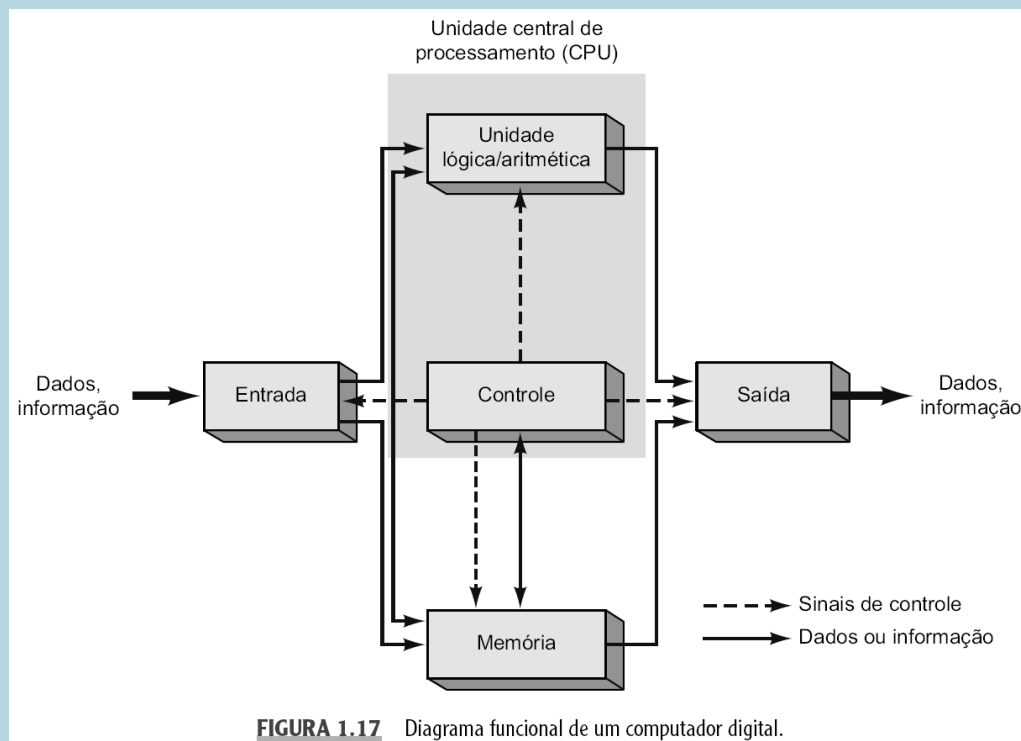 Unidade central de
processamento (CPU)
Unidade
lógica/aritmética
Dados,
informação
Entrada
Controle
Saída
Dados,
informação
Memória
Sinais de controle
Dados ou informação
FIGURA 1.17 Diagrama funcional de um computador digital.